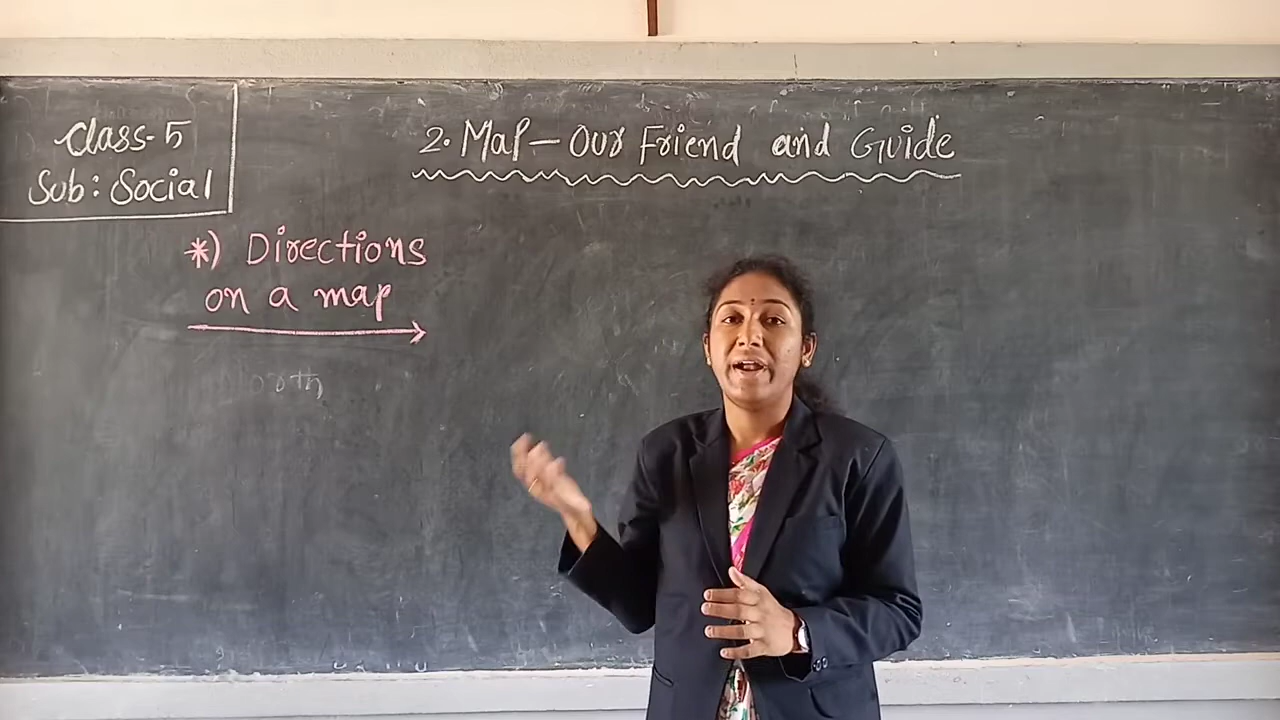 Class-5
Sub: Social
2. Map – Our Friend and Guide
*) Directions
on a map